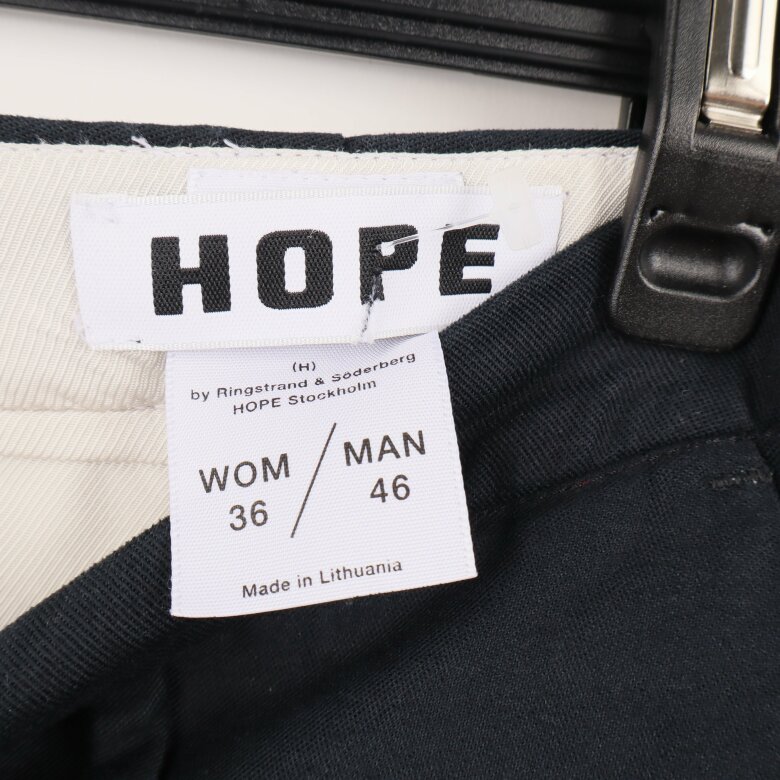 HOPE
(H)
by Ringstrand & Söderberg
HOPE Stockholm
WOM / MAN
36 46
Made in Lithuania